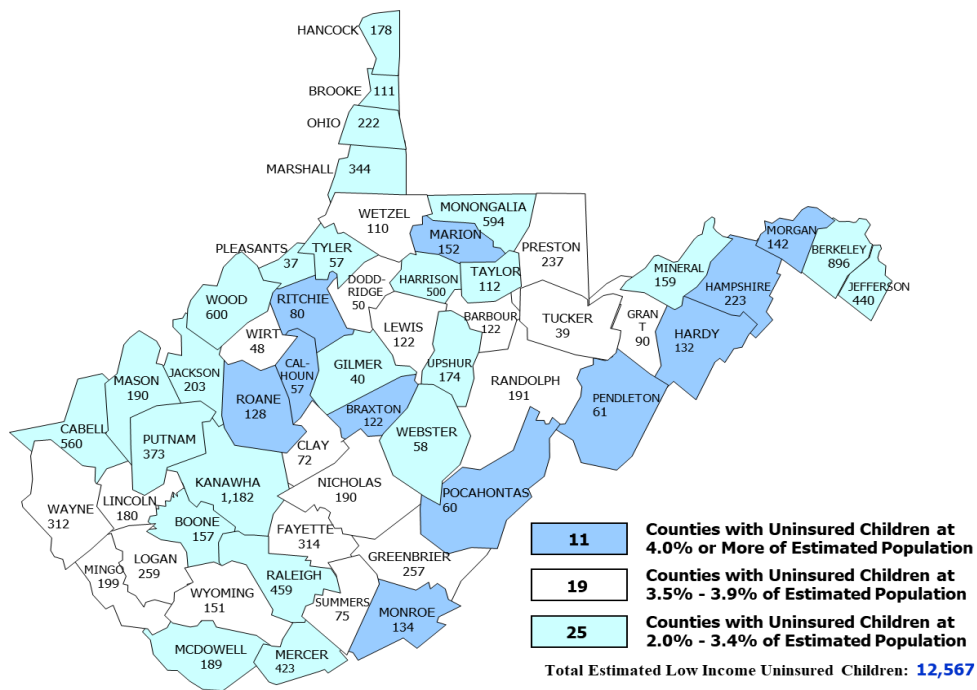 HANCOCK 178
BROOKE 111
OHIO 222
MARSHALL 344
WETZEL
110
MONONGALIA
594
MARION
152
PRESTON
237
PLEASANTS
37
TYLER
57
DODD-
RIDGE
50
HARRISON
500
TAYLOR
112
MORGAN
142
BERKELEY
896
JEFFERSON
440
MINERAL
159
HAMPSHIRE
223
WOOD
600
RITCHIE
80
WIRT
48
LEWIS
122
BARBOUR
122
TUCKER
39
GRAN
T
90
HARDY
132
CAL-
HOUN
57
GILMER
40
UPSHUR
174
RANDOLPH
191
PENDLETON
61
JACKSON
203
MASON
190
ROANE
128
BRAXTON
122
WEBSTER
58
CABELL
560
PUTNAM
373
CLAY
72
KANAWHA
1,182
NICHOLAS
190
POCAHONTAS
60
WAYNE
312
LINCOLN
180
BOONE
157
FAYETTE
314
GREENBRIER
257
MINGO
199
LOGAN
259
WYOMING
151
RALEIGH
459
SUMMERS
75
MONROE
134
MCDOWELL
189
MERCER
423
11 Counties with Uninsured Children at
4.0% or More of Estimated Population
19 Counties with Uninsured Children at
3.5% - 3.9% of Estimated Population
25 Counties with Uninsured Children at
2.0% - 3.4% of Estimated Population
Total Estimated Low Income Uninsured Children: 12,567